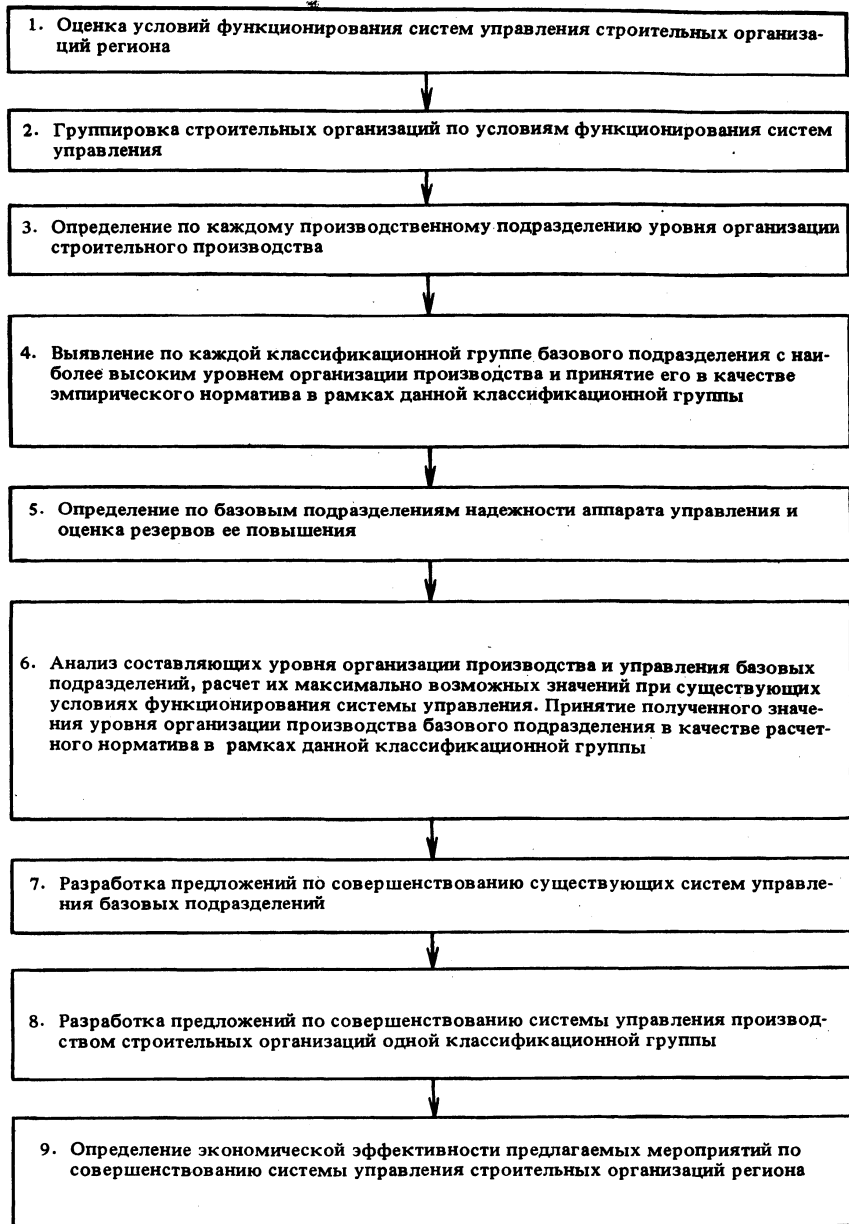 1. Оценка условий функционирования систем управления строительных организа-
ций региона
2. Группировка строительных организаций по условиям функционирования систем
управления
3. Определение по каждому производственному подразделению уровня организации
строительного производства
4. Выявление по каждой классификационной группе базового подразделения с наи-
более высоким уровнем организации производства и принятие его в качестве
эмпирического норматива в рамках данной классификационной группы
5. Определение по базовым подразделениям надежности аппарата управления и
оценка резервов ее повышения
6. Анализ составляющих уровня организации производства и управления базовых
подразделений, расчет их максимально возможных значений при существующих
условиях функционирования системы управления. Принятие полученного значе-
ния уровня организации производства базового подразделения в качестве расчет-
ного норматива в рамках данной классификационной группы
7. Разработка предложений по совершенствованию существующих систем управле-
ния базовых подразделений
8. Разработка предложений по совершенствованию системы управления производ-
ством строительных организаций одной классификационной группы
9. Определение экономической эффективности предлагаемых мероприятий по
совершенствованию системы управления строительных организаций региона